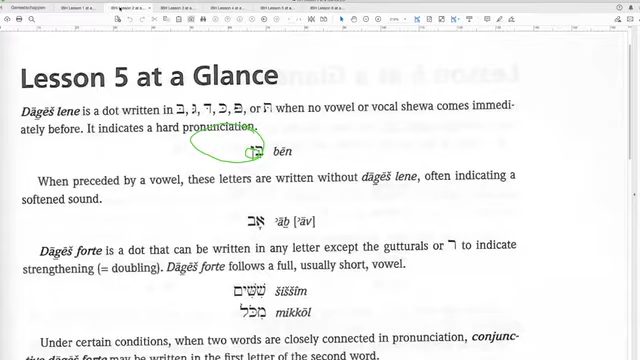 Gemeenschappen
Lesson 5 at a Glance
Dāgēš lene is a dot written in בּ, גּ, דּ, כּ, פּ, or תּ when no vowel or vocal shewa comes immedi-
ately before. It indicates a hard pronunciation.
בֵּן bēn
When preceded by a vowel, these letters are written without dāgēš lene, often indicating a
softened sound.
אָב ʾāḇ [ʾāv]
Dāgēš forte is a dot that can be written in any letter except the gutturals or ר to indicate
strengthening (= doubling). Dāgēš forte follows a full, usually short, vowel.
שִׁשִּׁים šiššîm
מִכֹּל mikkōl
Under certain conditions, when two words are closely connected in pronunciation, conjunc-
tive dāgēš forte may be written in the first letter of the second word.